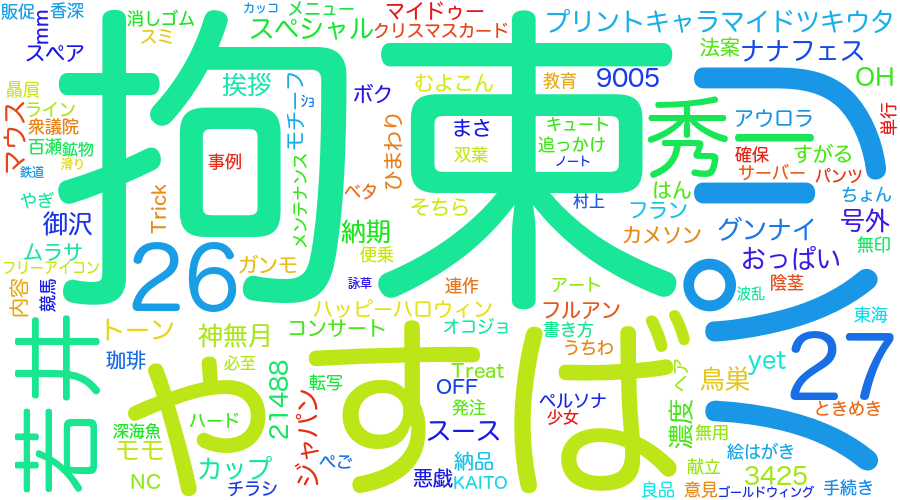 拘束
やすば
ペンシ
26
27
若井
秀一
販促
香深
消しゴム
カッコ
メニュー
マイドゥー
プリントキャラマイドツキウタ
mm
スペア
スミ
スペシャル
クリスマスカード
法案
ナナフェス
贔屓
ライン
マウス
衆議院
百瀬
鉱物
滑り
鉄道
挨拶
モチーフ
ボク
むよこん
教育
9005
OH
単行
ひまわり
まさ
キュート
追っかけ
双葉
ノート
アウロラ
確保
すがる
サーバー
パンツ
事例
メンテナンス
ベタ
そちら
村上
はん
フラン
ちょん
やぎ
御沢
Trick
納期
便乗
カメソン
グンナイ
号外
無印
ムラサ
フリーアイコン
ガンモ
おっぱい
内容
競馬
詠草
連作
アート
陰茎
波乱
ハッピーハロウィン
フルアン
東海
トーン
神無月
コンサート
オコジョ
書き方
うちわ
珈琲
必至
21488
転写
Treat
OFF
ペルソナ
少女
ヘア
鳥巣
yet
ハード
ジャパン
発注
ときめき
深海魚
モモ
スース
濃度
無用
絵はがき
NC
カップ
チラシ
ぺご
悪戯
納品
KAITO
献立
3425
良品
意見
ゴールドウィング
手続き